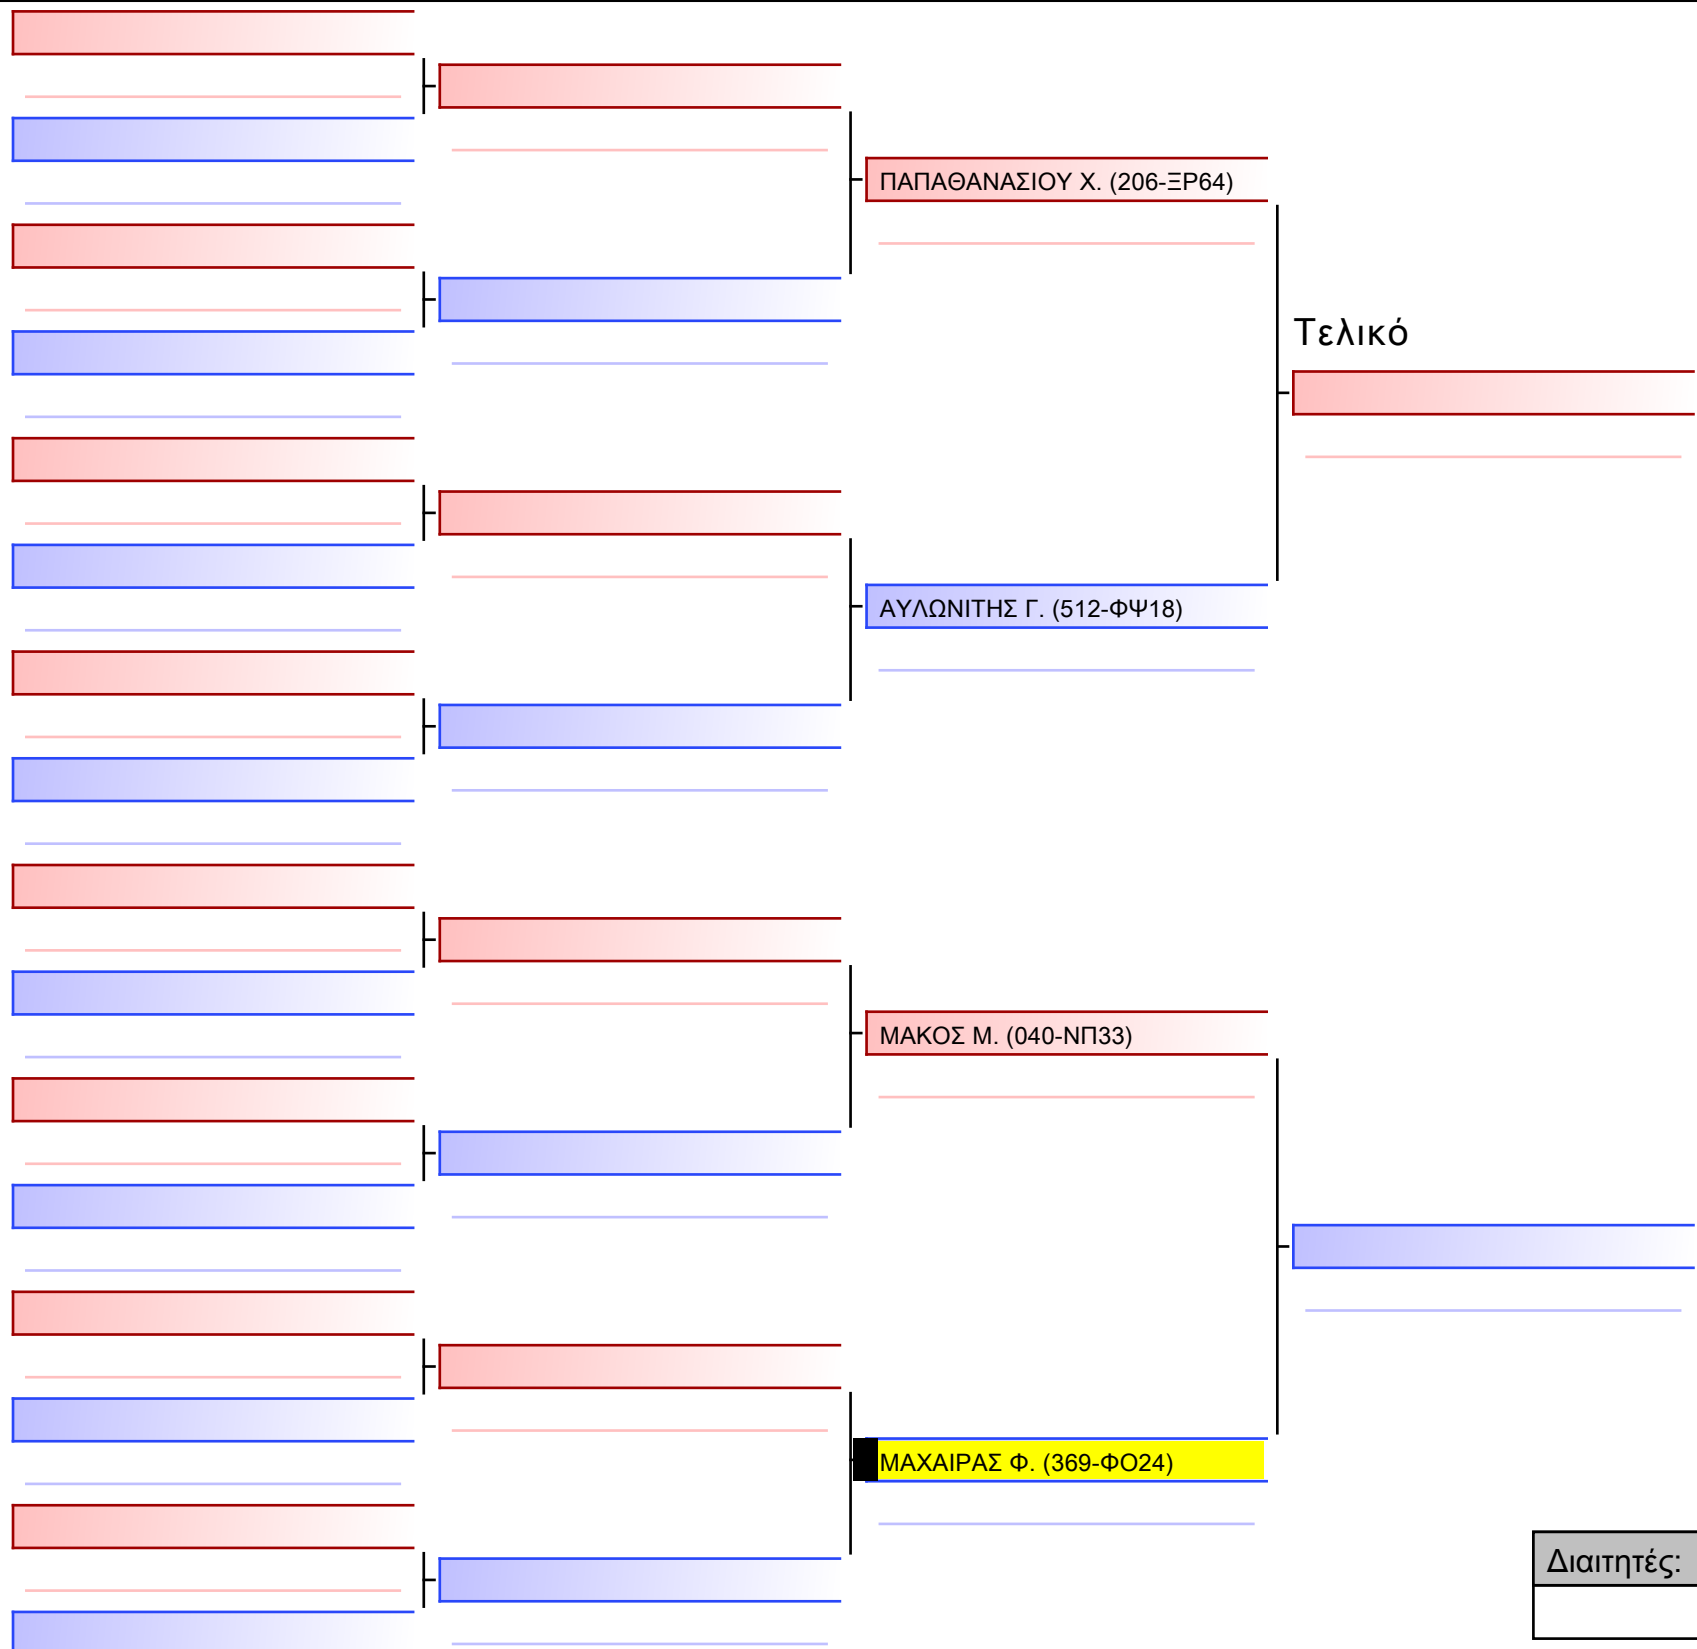 ΠΑΠΑΘΑΝΑΣΙΟΥ Χ. (206-ΞΡ64)
Τελικό
ΑΥΛΩΝΙΤΗΣ Γ. (512-ΦΨ18)
ΜΑΚΟΣ Μ. (040-ΝΠ33)
ΜΑΧΑΙΡΑΣ Φ. (369-ΦΟ24)
Διαιτητές: